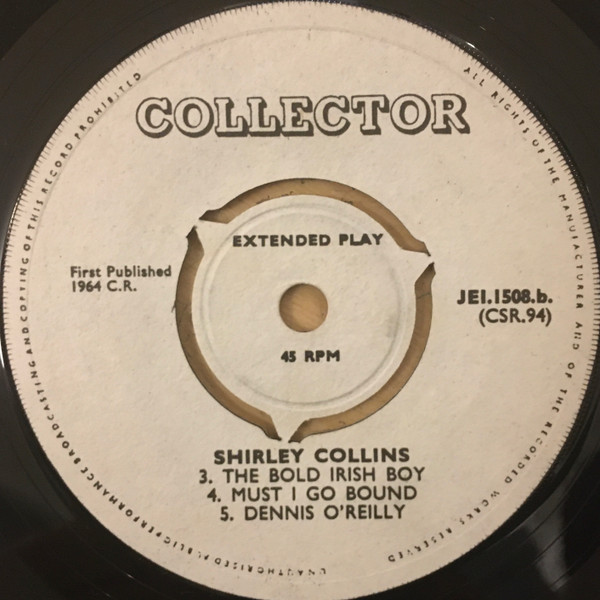 COLLECTOR
EXTENDED PLAY
First Published
1964 C.R.
JEI.1508.b.
(CSR.94)
45 RPM
SHIRLEY COLLINS
3. THE BOLD IRISH BOY
4. MUST I GO BOUND
5. DENNIS O'REILLY
ALL RIGHTS OF THE MANUFACTURER AND OF THE RECORDED WORKS RESERVED
UNAUTHORISED PUBLIC PERFORMANCE BROADCASTING AND COPYING OF THIS RECORD PROHIBITED